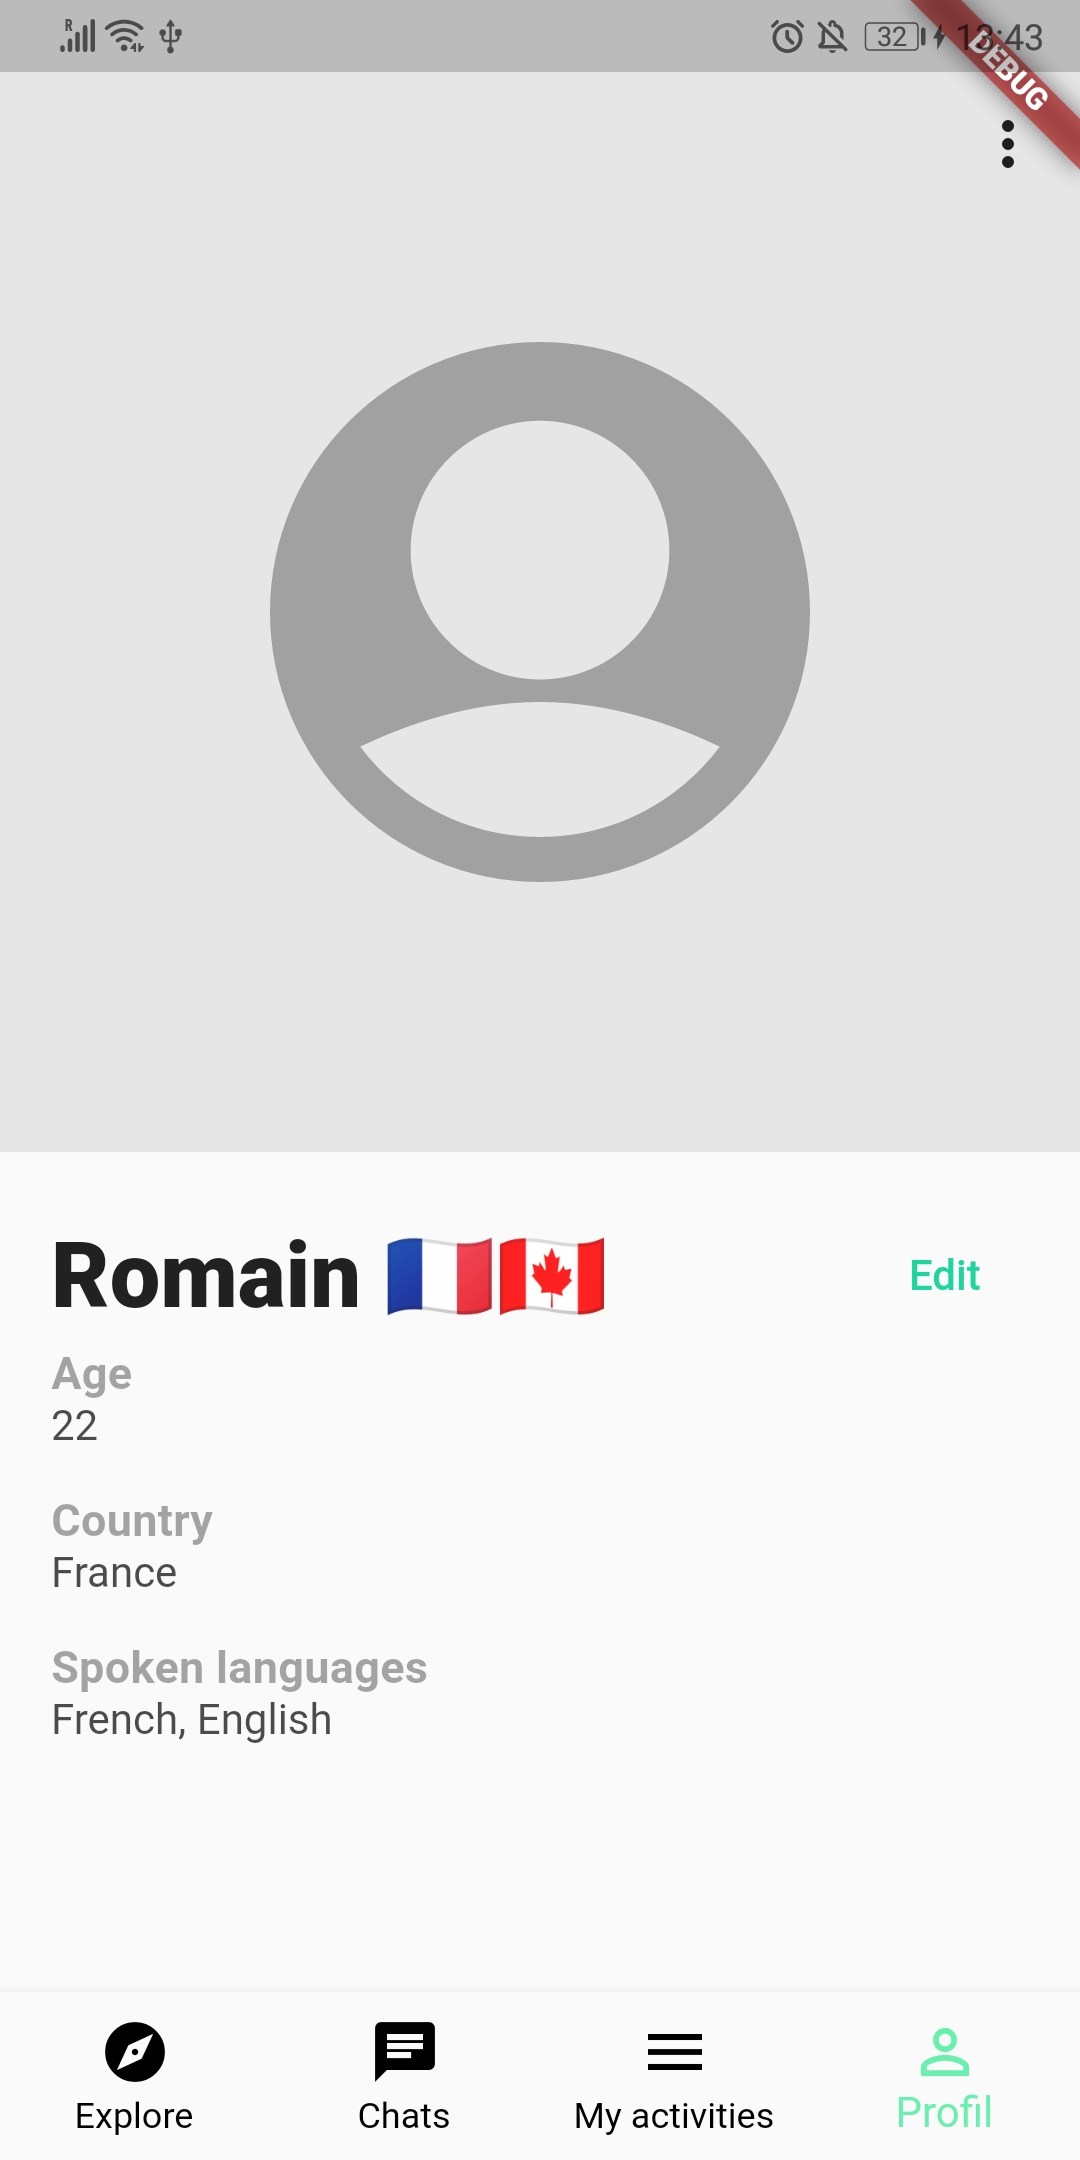 R
32
13:43
DEBUG
Romain 🇫🇷🇨🇦
Edit
Age
22
Country
France
Spoken languages
French, English
Explore
Chats
My activities
Profil